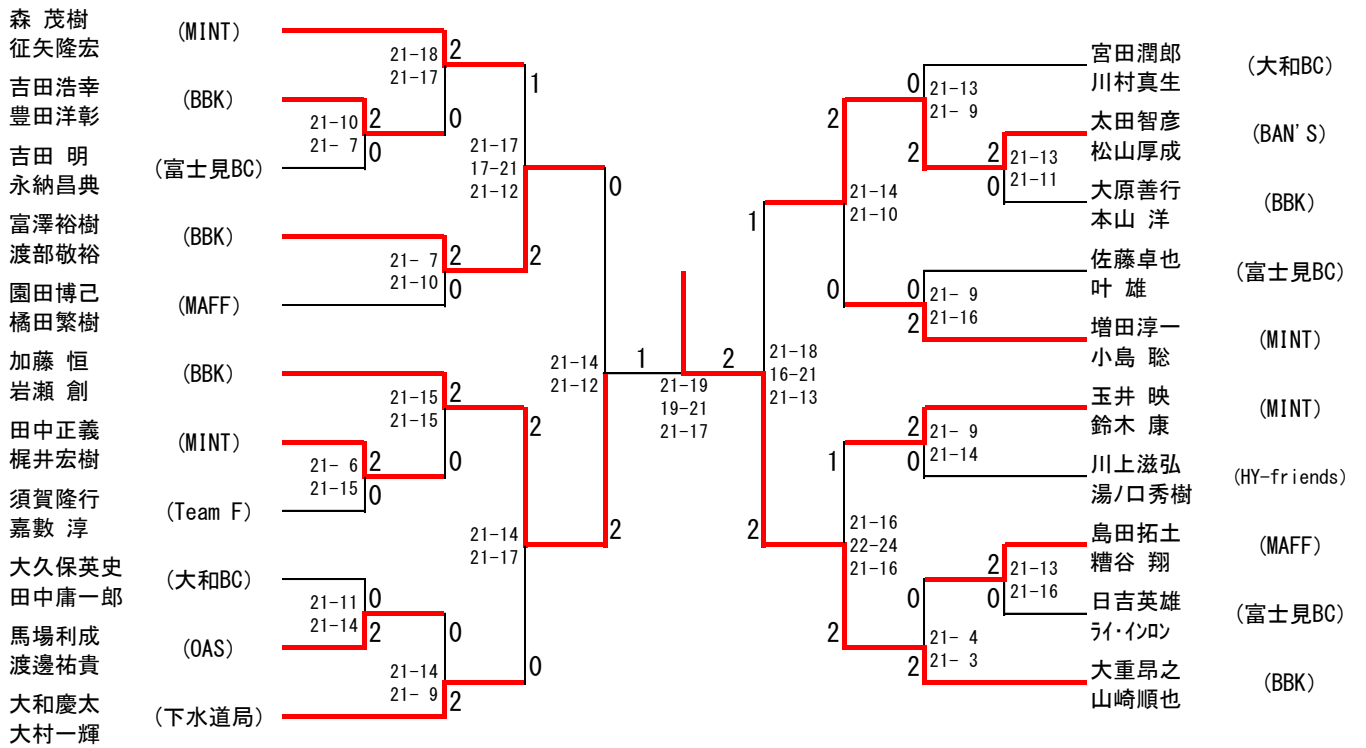 森 茂樹
征矢隆宏
(MINT)
吉田浩幸
豊田洋彰
(BBK)
吉田 明
永納昌典
(富士見BC)
富澤裕樹
渡部敬裕
(BBK)
園田博己
橘田繁樹
(MAFF)
加藤 恒
岩瀬 創
(BBK)
田中正義
梶井宏樹
(MINT)
須賀隆行
嘉數 淳
(Team F)
大久保英史
田中庸一郎
(大和BC)
馬場利成
渡邊祐貴
(OAS)
大和慶太
大村一輝
(下水道局)
21-10
21- 7
2
0
21- 6
21-15
2
0
21-11
21-14
0
2
21-18
21-17
2
0
21- 7
21-10
2
0
21-15
21-15
2
0
21-14
21- 9
0
2
21-17
17-21
21-12
1
2
21-14
21-17
2
0
21-14
21-12
0
2
1
2
21-19
19-21
21-17
21-18
16-21
21-13
1
2
21-14
21-10
2
0
21-16
22-24
21-16
1
2
21-13
21- 9
0
2
21- 9
21-16
0
2
21- 9
21-14
2
0
21- 4
21- 3
0
2
21-13
21-11
2
0
21-13
21-16
2
0
宮田潤郎
川村真生
(大和BC)
太田智彦
松山厚成
(BAN'S)
大原善行
本山 洋
(BBK)
佐藤卓也
叶 雄
(富士見BC)
増田淳一
小島 聡
(MINT)
玉井 映
鈴木 康
(MINT)
川上滋弘
湯ノ口秀樹
(HY-friends)
島田拓土
糟谷 翔
(MAFF)
日吉英雄
ライ・インロン
(富士見BC)
大重昂之
山崎順也
(BBK)